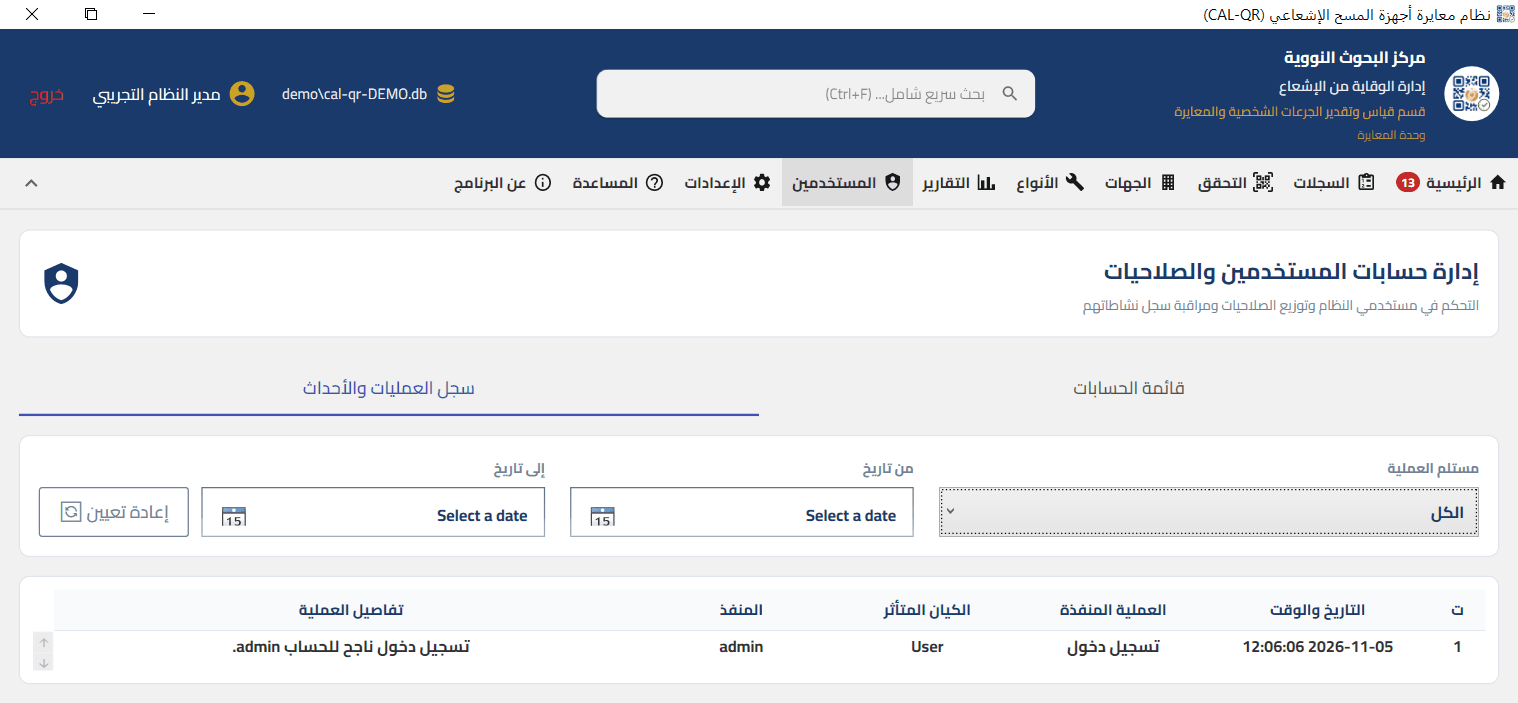 نظام معايرة أجهزة المسح الإشعاعي (CAL-QR)
مركز البحوث النووية
إدارة الوقاية من الإشعاع
قسم قياس وتقدير الجرعات الشخصية والمعايرة
وحدة المعايرة
بحث سريع شامل... (Ctrl+F)
demo\cal-qr-DEMO.db
مدير النظام التجريبي
خروج
الرئيسية 13 السجلات التحقق الجهات الأنواع التقارير المستخدمين الإعدادات المساعدة عن البرنامج
إدارة حسابات المستخدمين والصلاحيات
التحكم في مستخدمي النظام وتوزيع الصلاحيات ومراقبة سجل نشاطاتهم
قائمة الحسابات سجل العمليات والأحداث
مستلم العملية من تاريخ إلى تاريخ
الكل Select a date 15 Select a date 15 إعادة تعيين
ت التاريخ والوقت العملية المنفذة الكيان المتأثر المنفذ تفاصيل العملية
1 12:06:06 2026-11-05 تسجيل دخول User admin تسجيل دخول ناجح للحساب admin.